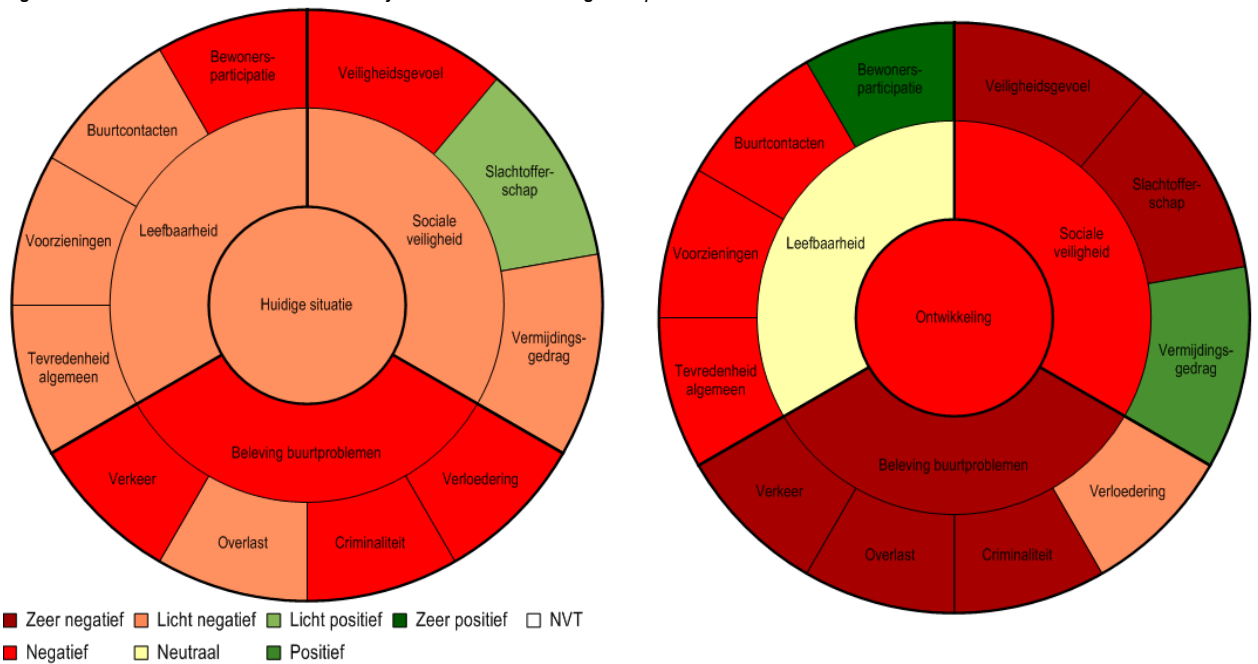 Bewoners-
participatie
Veiligheidsgevoel
Buurtcontacten
Slachtoffer-
schap
Voorzieningen
Leefbaarheid
Sociale
veiligheid
Huidige situatie
Tevredenheid
algemeen
Vermijdings-
gedrag
Beleving buurtproblemen
Verkeer
Verloedering
Overlast
Criminaliteit
Bewoners-
participatie
Veiligheidsgevoel
Buurtcontacten
Slachtoffer-
schap
Voorzieningen
Leefbaarheid
Sociale
veiligheid
Ontwikkeling
Tevredenheid
algemeen
Vermijdings-
gedrag
Beleving buurtproblemen
Verkeer
Verloedering
Overlast
Criminaliteit
Zeer negatief Licht negatief Licht positief Zeer positief NVT
Negatief Neutraal Positief